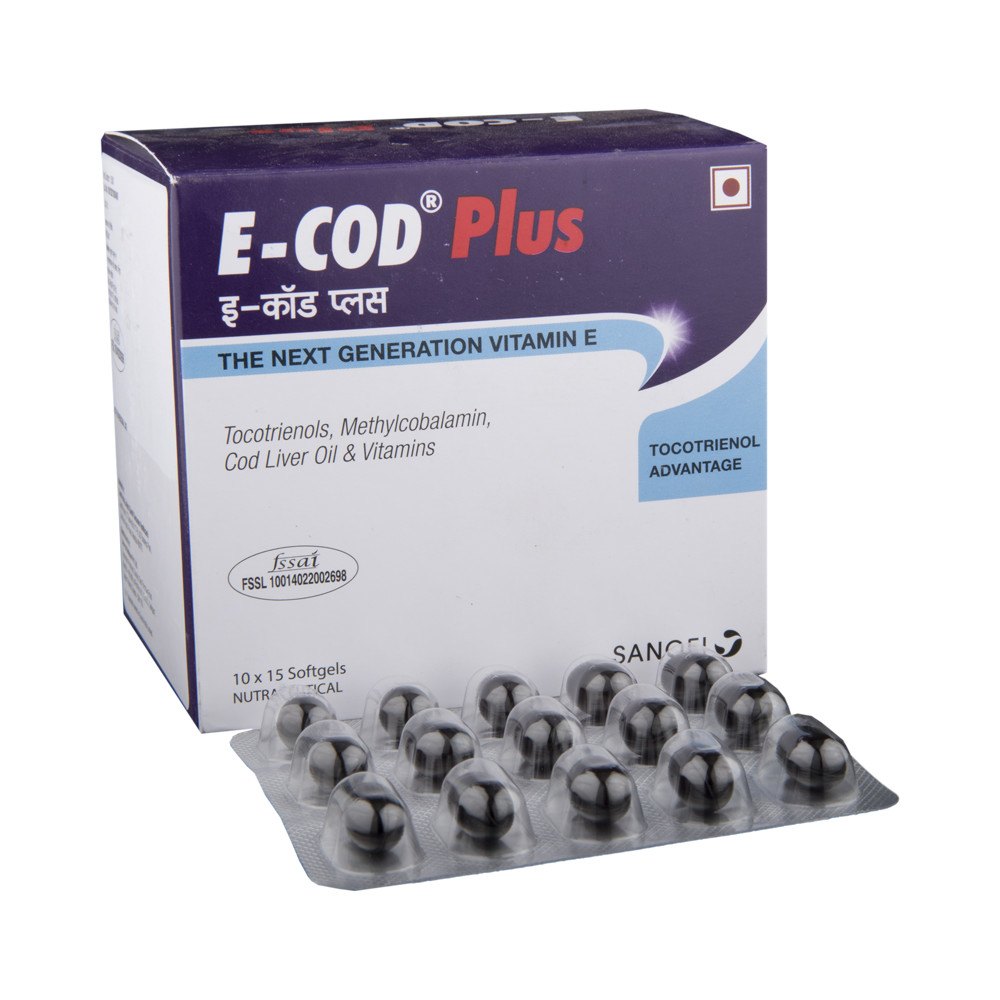 E-COD® Plus
इ-कॉड प्लस
THE NEXT GENERATION VITAMIN E
Tocotrienols, Methylcobalamin,
Cod Liver Oil & Vitamins
TOCOTRIENOL
ADVANTAGE
fssai
FSSL 10014022002698
10 x 15 Softgels